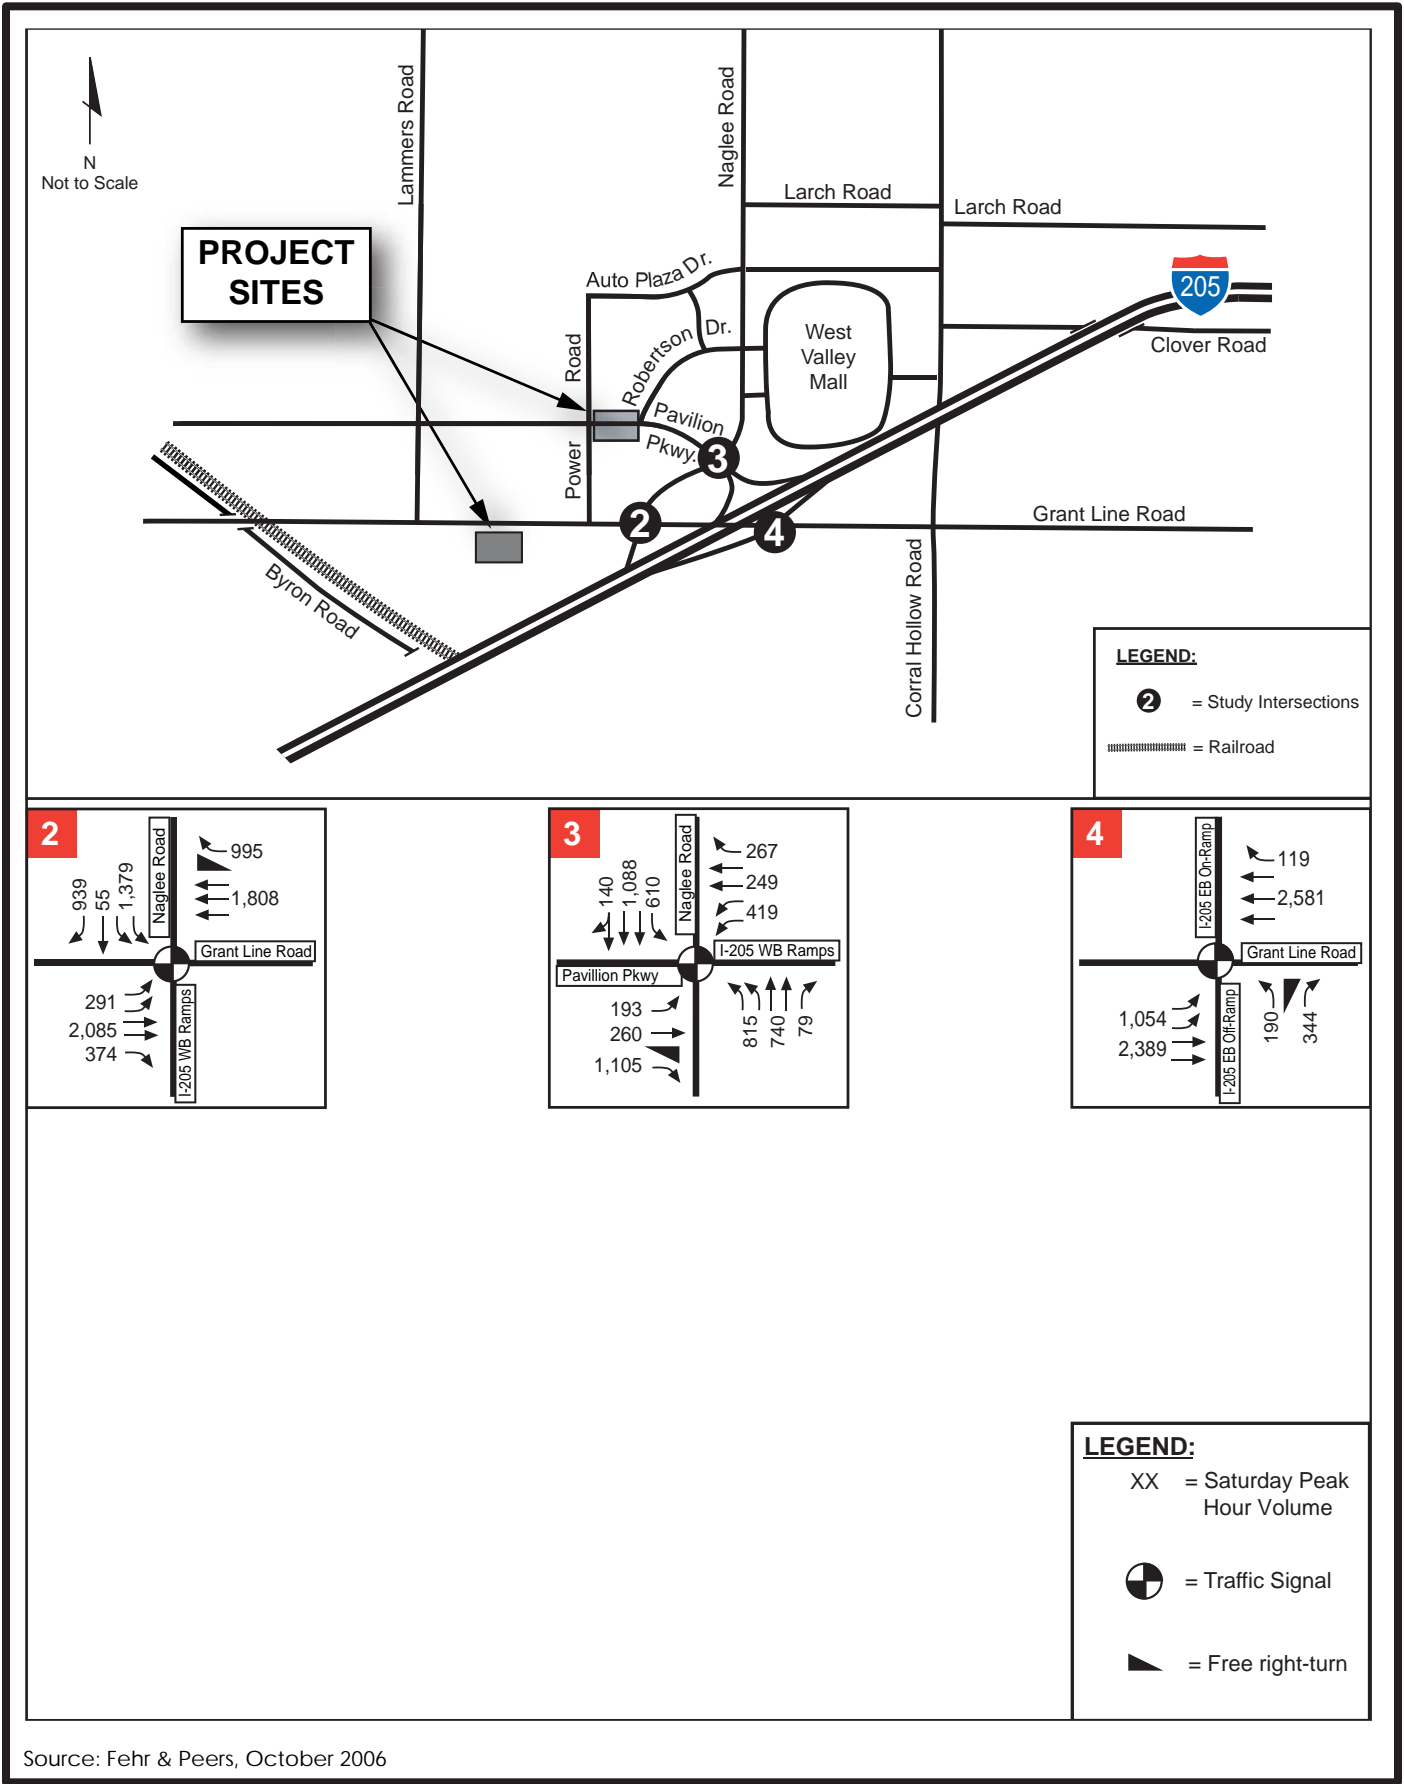 N
Not to Scale
Lammers Road
Naglee Road
Larch Road
Larch Road
PROJECT
SITES
Auto Plaza Dr.
205
Robertson Dr.
West
Valley
Mall
Clover Road
Power Road
Pavilion
Pkwy.
3
2
4
Grant Line Road
Byron Road
Corral Hollow Road
LEGEND:
2 = Study Intersections
= Railroad
2
939
55
1,379
Naglee Road
995
1,808
Grant Line Road
291
2,085
374
I-205 WB Ramps
3
140
1,088
610
Naglee Road
267
249
419
I-205 WB Ramps
Pavillion Pkwy
193
260
1,105
815
740
79
4
I-205 EB On-Ramp
119
2,581
Grant Line Road
1,054
2,389
I-205 EB Off-Ramp
190
344
LEGEND:
XX = Saturday Peak
Hour Volume
= Traffic Signal
= Free right-turn
Source: Fehr & Peers, October 2006